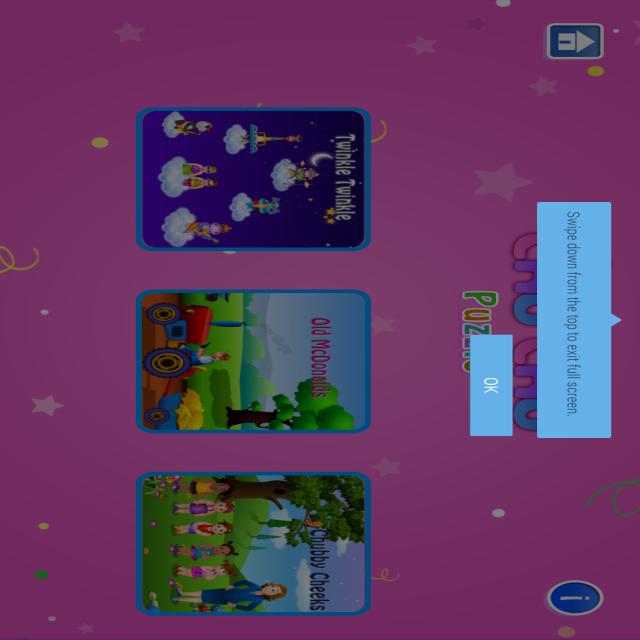 Swipe down from the top to exit full screen.
OK
Twinkle Twinkle
Old McDonalds
Chubby Cheeks